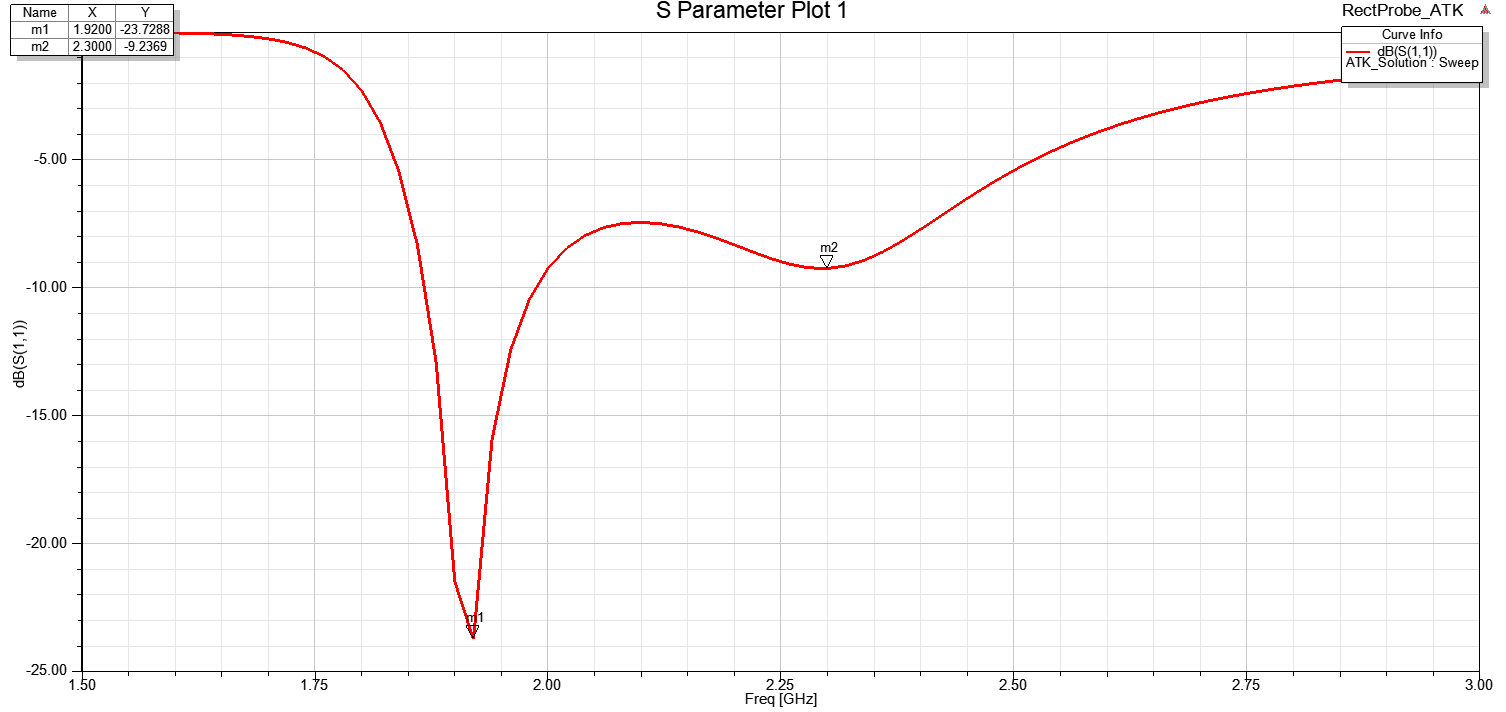 S Parameter Plot 1
RectProbe_ATK
Name X Y
m1 1.9200 -23.7288
m2 2.3000 -9.2369
Curve Info
dB(S(1,1))
ATK_Solution : Sweep
-5.00
-10.00
-15.00
-20.00
-25.00
dB(S(1,1))
m2
m1
1.50 1.75 2.00 2.25 2.50 2.75 3.00
Freq [GHz]